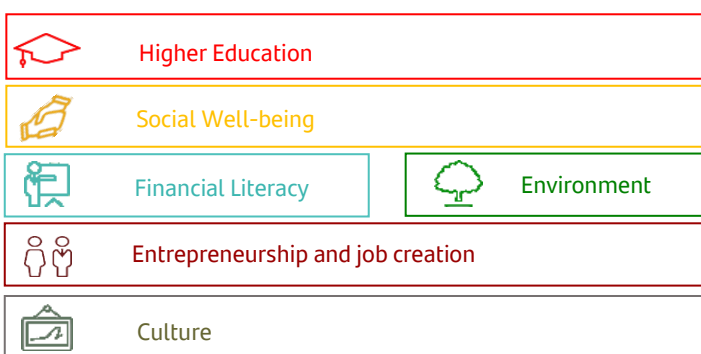 Higher Education
Social Well-being
Financial Literacy
Environment
Entrepreneurship and job creation
Culture